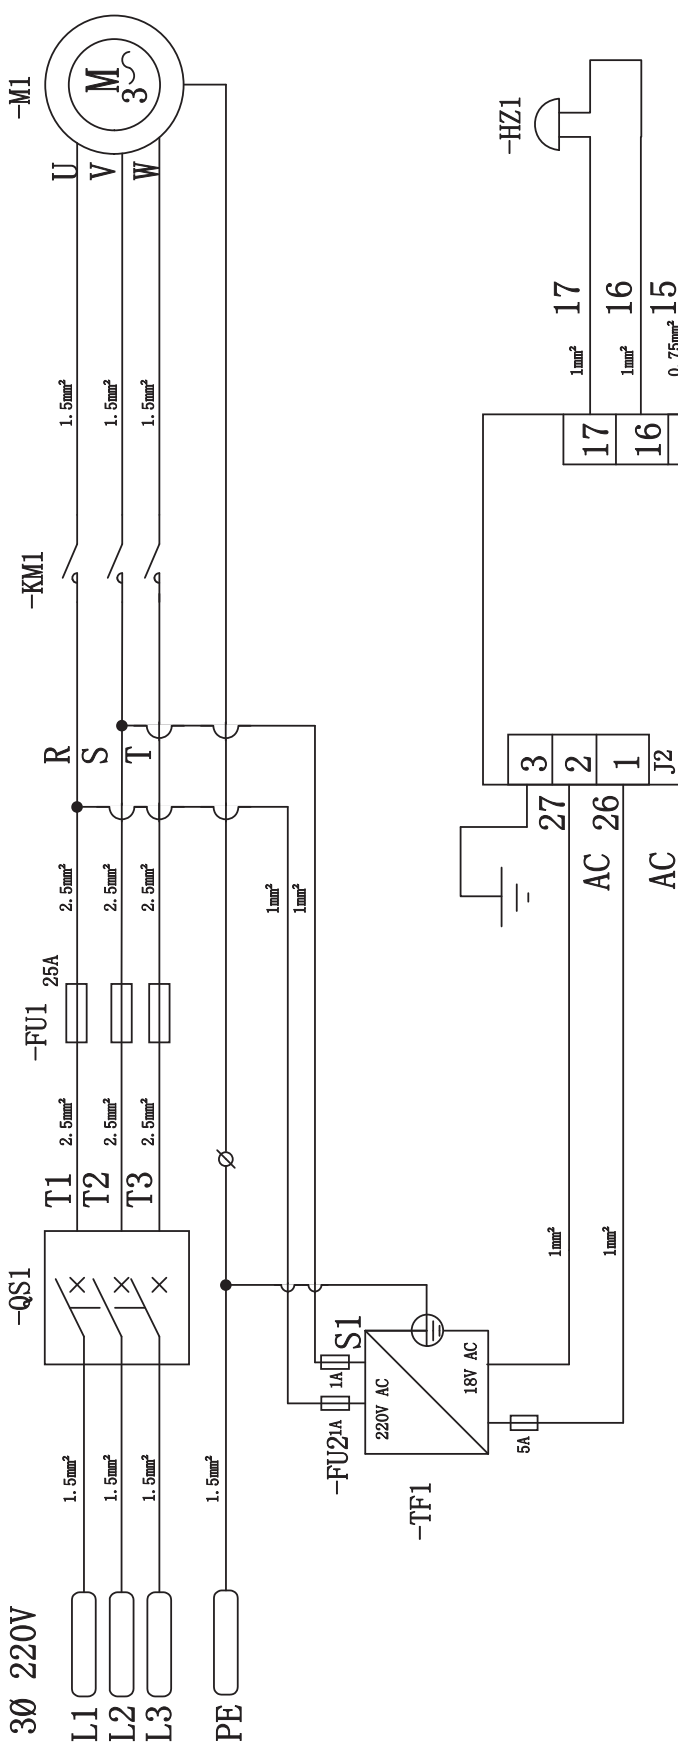 3Ø 220V
L1
L2
L3
PE
1.5mm²
1.5mm²
1.5mm²
1.5mm²
-QS1
T1
T2
T3
2.5mm²
2.5mm²
2.5mm²
-FU1
25A
2.5mm²
2.5mm²
2.5mm²
R
S
T
-KM1
1.5mm²
1.5mm²
1.5mm²
U
V
W
-M1
M
3~
1mm²
1mm²
-FU2
1A
1A
S1
220V AC
18V AC
-TF1
5A
1mm²
1mm²
AC
AC
27
26
3
2
1
J2
17
16
1mm²
1mm²
0.75mm²
17
16
15
-HZ1